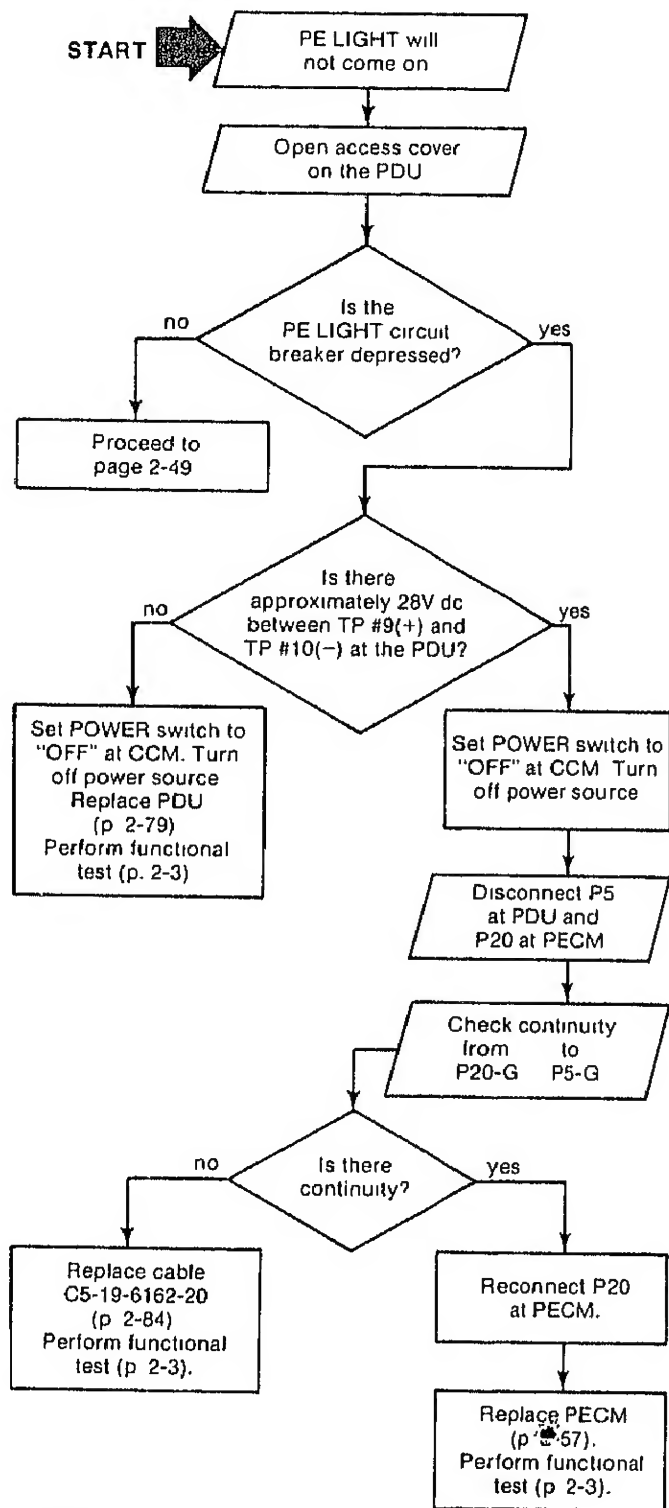 START
PE LIGHT will
not come on
Open access cover
on the PDU
Is the
PE LIGHT circuit
breaker depressed?
no
yes
Proceed to
page 2-49
Is there
approximately 28V dc
between TP #9(+) and
TP #10(−) at the PDU?
no
yes
Set POWER switch to
"OFF" at CCM. Turn
off power source
Replace PDU
(p 2-79)
Perform functional
test (p. 2-3)
Set POWER switch to
"OFF" at CCM Turn
off power source
Disconnect P5
at PDU and
P20 at PECM
Check continuity
from to
P20-G P5-G
Is there
continuity?
no
yes
Replace cable
C5-19-6162-20
(p 2-84)
Perform functional
test (p 2-3).
Reconnect P20
at PECM.
Replace PECM
(p 57).
Perform functional
test (p 2-3).